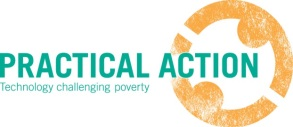 PRACTICAL ACTION
Technology challenging poverty